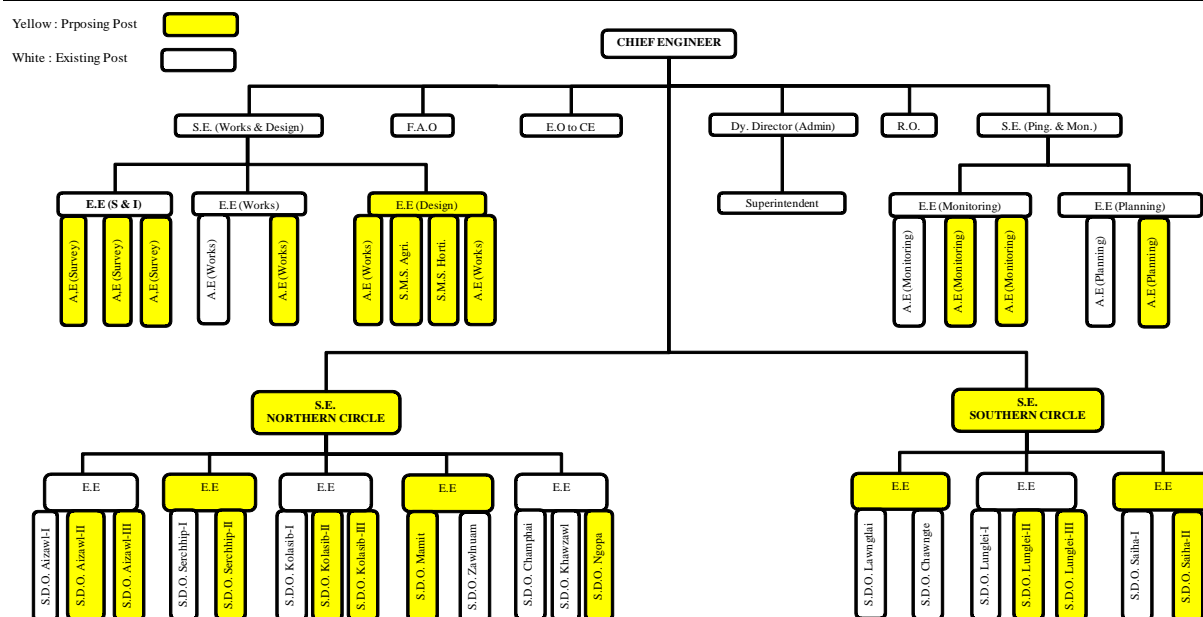 Yellow : Prposing Post
White : Existing Post
CHIEF ENGINEER
S.E. (Works & Design)
F.A.O
E.O to CE
Dy. Director (Admin)
R.O.
S.E. (Ping. & Mon.)
E.E (S & I)
E.E (Works)
E.E (Design)
Superintendent
E.E (Monitoring)
E.E (Planning)
A,E (Survey)
A,E (Survey)
A,E (Survey)
A.E (Works)
A.E (Works)
A.E (Works)
S.M.S. Agri.
S.M.S. Horti.
A.E (Works)
A.E (Monitoring)
A.E (Monitoring)
A.E (Monitoring)
A.E (Planning)
A.E (Planning)
S.E.
NORTHERN CIRCLE
S.E.
SOUTHERN CIRCLE
E.E
E.E
E.E
E.E
E.E
E.E
E.E
E.E
S.D.O. Aizawl-I
S.D.O. Aizawl-II
S.D.O. Aizawl-III
S.D.O. Serchhip-I
S.D.O. Serchhip-II
S.D.O. Kolasib-I
S.D.O. Kolasib-II
S.D.O. Kolasib-III
S.D.O. Mamit
S.D.O. Zawlnuam
S.D.O. Champhai
S.D.O. Khawzawl
S.D.O. Ngopa
S.D.O. Lawngtlai
S.D.O. Chawngte
S.D.O. Lunglei-I
S.D.O. Lunglei-II
S.D.O. Lunglei-III
S.D.O. Saiha-I
S.D.O. Saiha-II